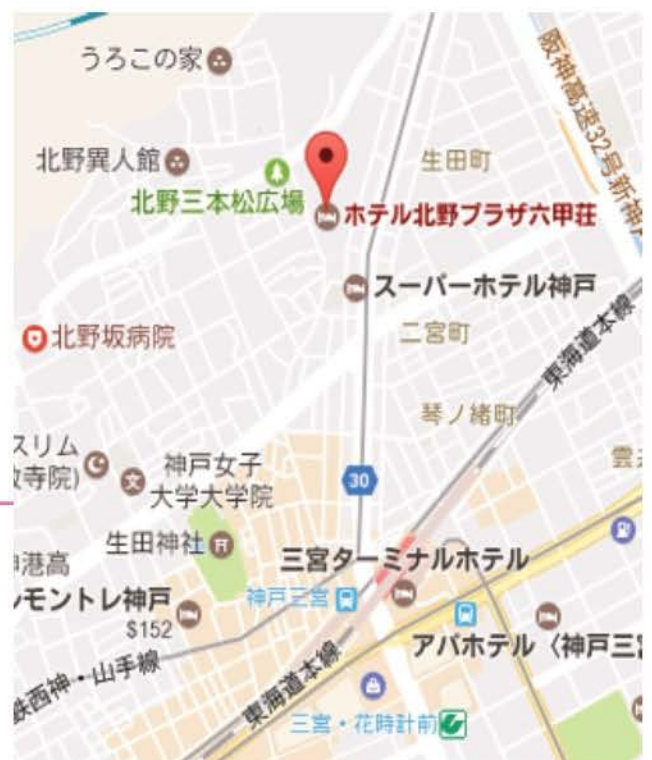 うろこの家
阪神高速32号新神戸
北野異人館
生田町
北野三本松広場
ホテル北野プラザ六甲荘
スーパーホテル神戸
北野坂病院
二宮町
東海道本線
琴ノ緒町
スリム
寺院)
神戸女子
大学大学院
30
生田神社
港高
三宮ターミナルホテル
モントレ神戸
$152
神戸三宮
アパホテル〈神戸三
鉄西神・山手線
東海道本線
三宮・花時計前